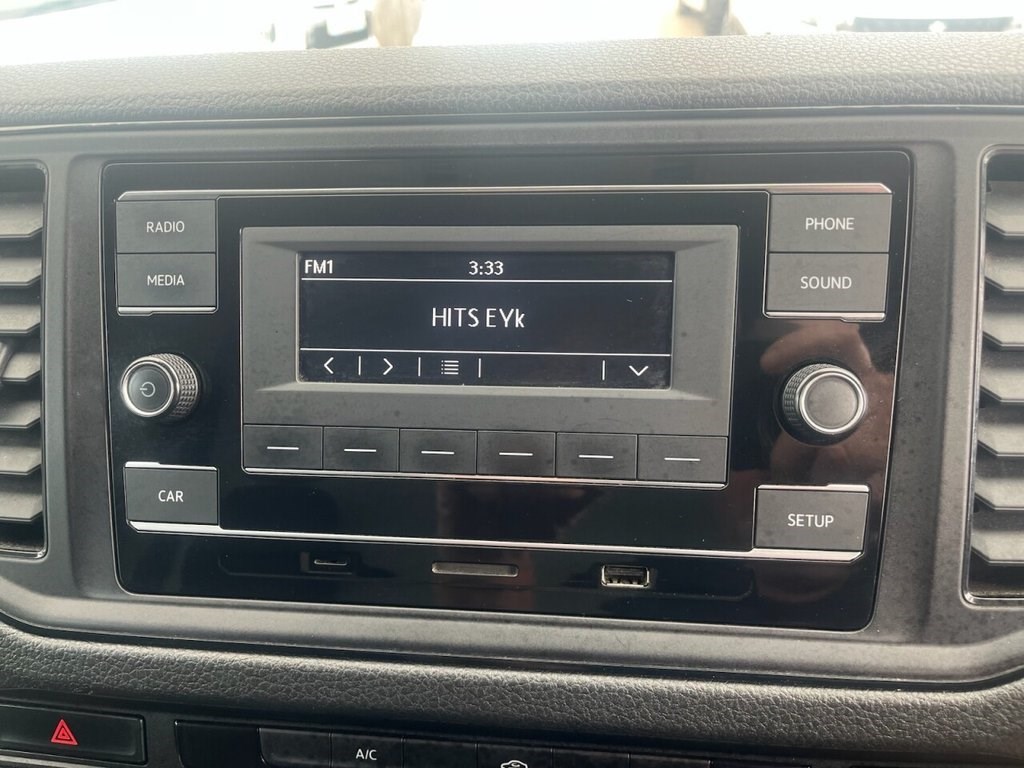 RADIO
MEDIA
FM1 3:33
HITS EYk
PHONE
SOUND
CAR
SETUP
A/C